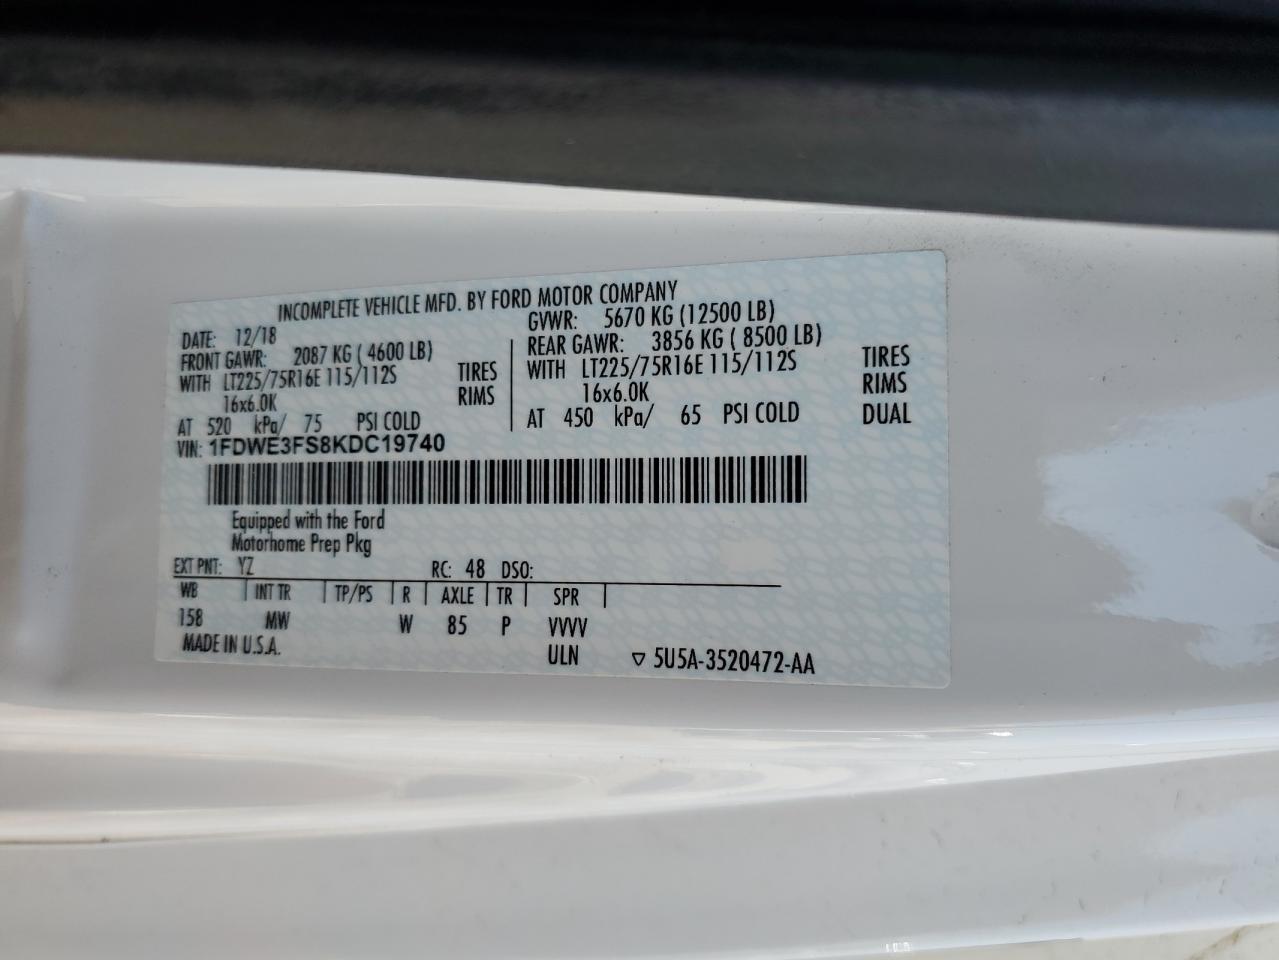 INCOMPLETE VEHICLE MFD. BY FORD MOTOR COMPANY
DATE: 12/18
GVWR: 5670 KG (12500 LB)
FRONT GAWR: 2087 KG ( 4600 LB)
REAR GAWR: 3856 KG ( 8500 LB)
WITH LT225/75R16E 115/112S TIRES
WITH LT225/75R16E 115/112S TIRES
16x6.0K RIMS
16x6.0K RIMS
AT 520 kPa/ 75 PSI COLD
AT 450 kPa/ 65 PSI COLD DUAL
VIN: 1FDWE3FS8KDC19740
Equipped with the Ford
Motorhome Prep Pkg
EXT PNT: YZ RC: 48 DSO:
WB INT TR TP/PS R AXLE TR SPR
158 MW W 85 P VVVV
MADE IN U.S.A. ULN ▽ 5U5A-3520472-AA